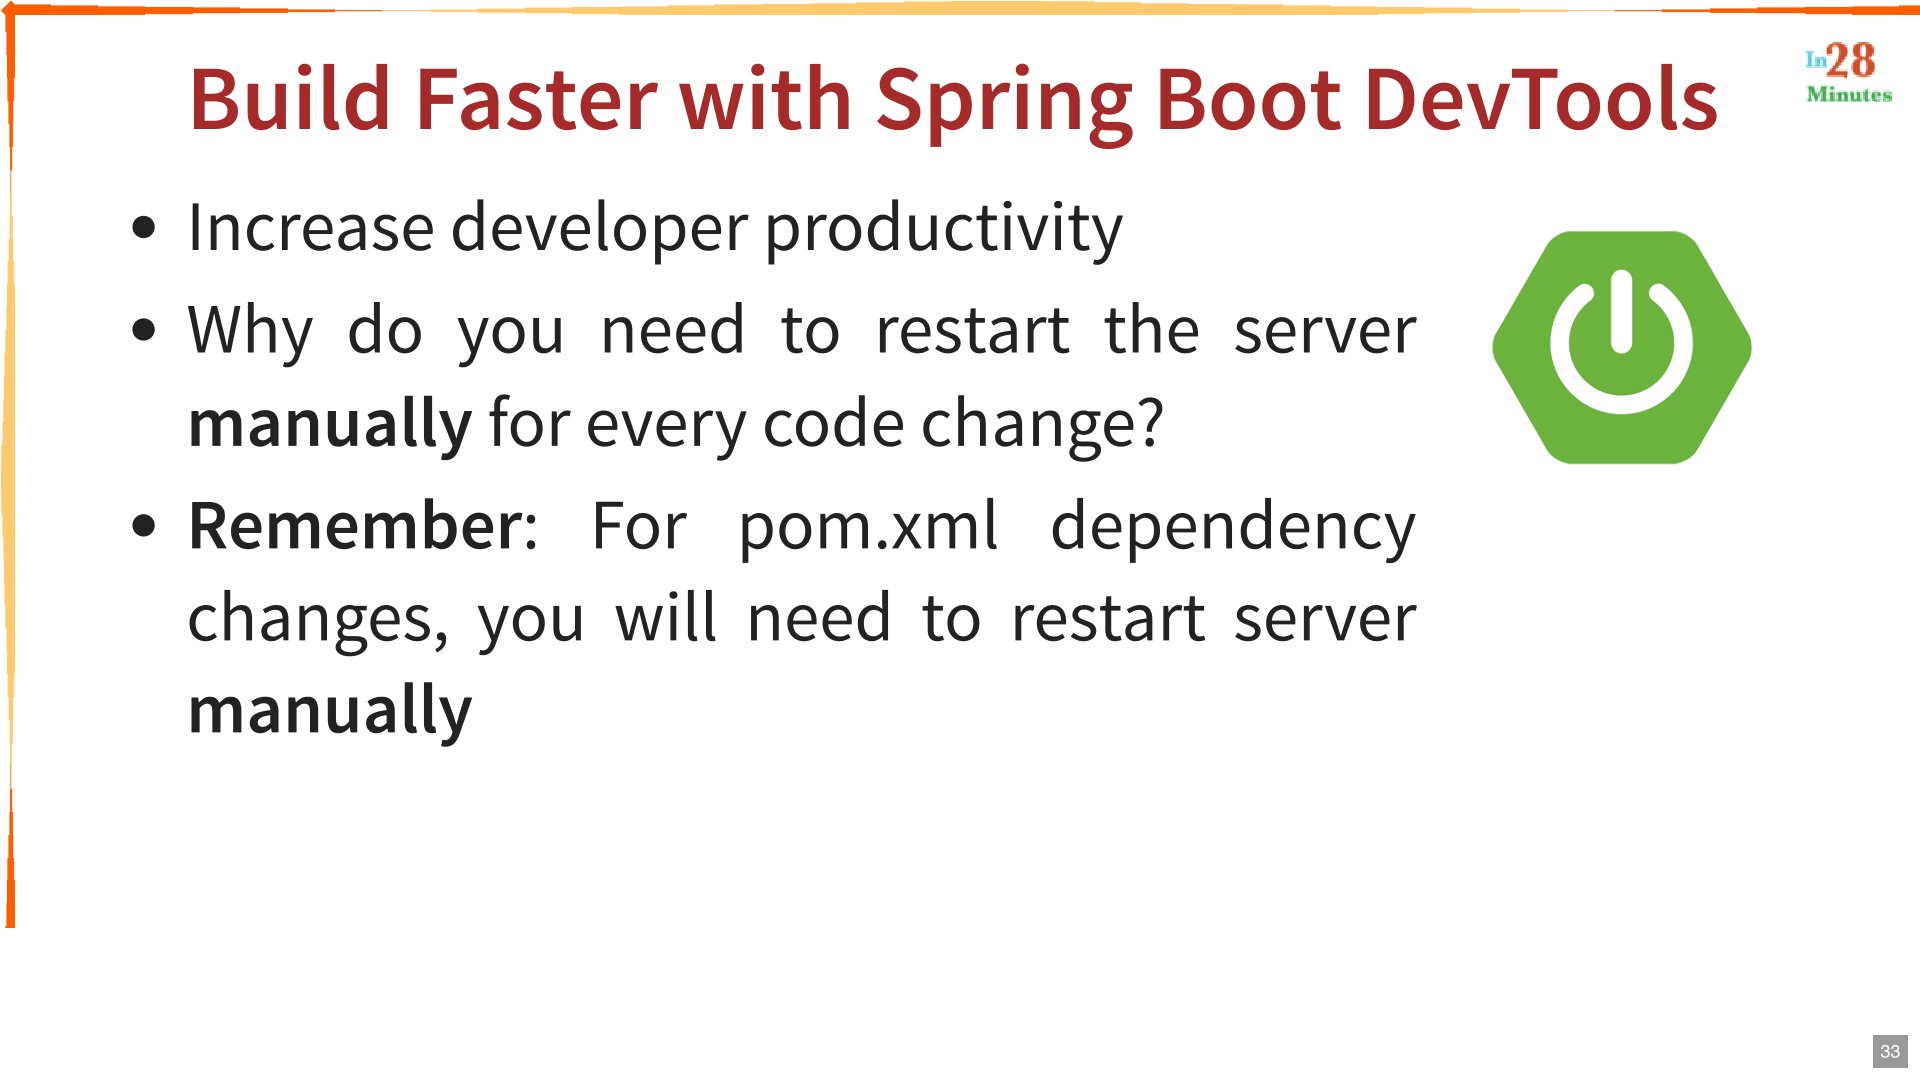 Build Faster with Spring Boot DevTools
In28
Minutes
• Increase developer productivity
• Why do you need to restart the server
manually for every code change?
• Remember: For pom.xml dependency
changes, you will need to restart server
manually
33